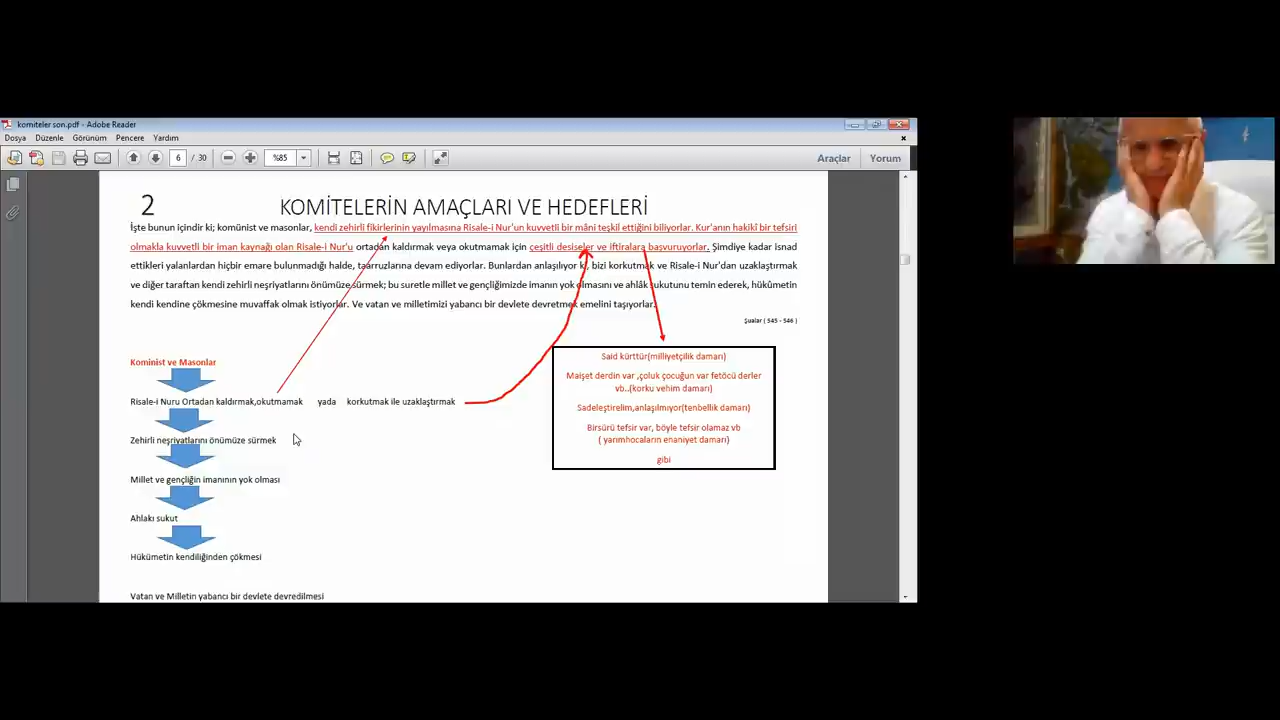 komiteler son.pdf - Adobe Reader
Dosya Düzenle Görünüm Pencere Yardım
6 / 30 %85 Araçlar Yorum
2 KOMİTELERİN AMAÇLARI VE HEDEFLERİ
İşte bunun içindir ki; komünist ve masonlar, kendi zehirli fikirlerinin yayılmasına Risale-i Nur'un kuvvetli bir mâni teşkil ettiğini biliyorlar. Kur'anın hakikî bir tefsiri
olmakla kuvvetli bir iman kaynağı olan Risale-i Nur'u ortadan kaldırmak veya okutmamak için çeşitli desiseler ve iftiralara başvuruyorlar. Şimdiye kadar isnad
ettikleri yalanlardan hiçbir emare bulunmadığı halde, taarruzlarına devam ediyorlar. Bunlardan anlaşılıyor ki, bizi korkutmak ve Risale-i Nur'dan uzaklaştırmak
ve diğer taraftan kendi zehirli neşriyatlarını önümüze sürmek; bu suretle millet ve gençliğimizde imanın yok olmasını ve ahlâk sukutunu temin ederek, hükûmetin
kendi kendine çökmesine muvaffak olmak istiyorlar. Ve vatan ve milletimizi yabancı bir devlete devretmek emelini taşıyorlar.
Şualar ( 545 - 546 )
Kominist ve Masonlar
Risale-i Nuru Ortadan kaldırmak,okutmamak yada korkutmak ile uzaklaştırmak
Zehirli neşriyatlarını önümüze sürmek
Millet ve gençliğin imanının yok olması
Ahlakı sukut
Hükümetin kendiliğinden çökmesi
Vatan ve Milletin yabancı bir devlete devredilmesi
Said kürttür(milliyetçilik damarı)
Maişet derdin var ,çoluk çocuğun var fetöcü derler
vb..(korku vehim damarı)
Sadeleştirelim,anlaşılmıyor(tenbellik damarı)
Birsürü tefsir var, böyle tefsir olamaz vb
( yarımhocaların enaniyet damarı)
gibi